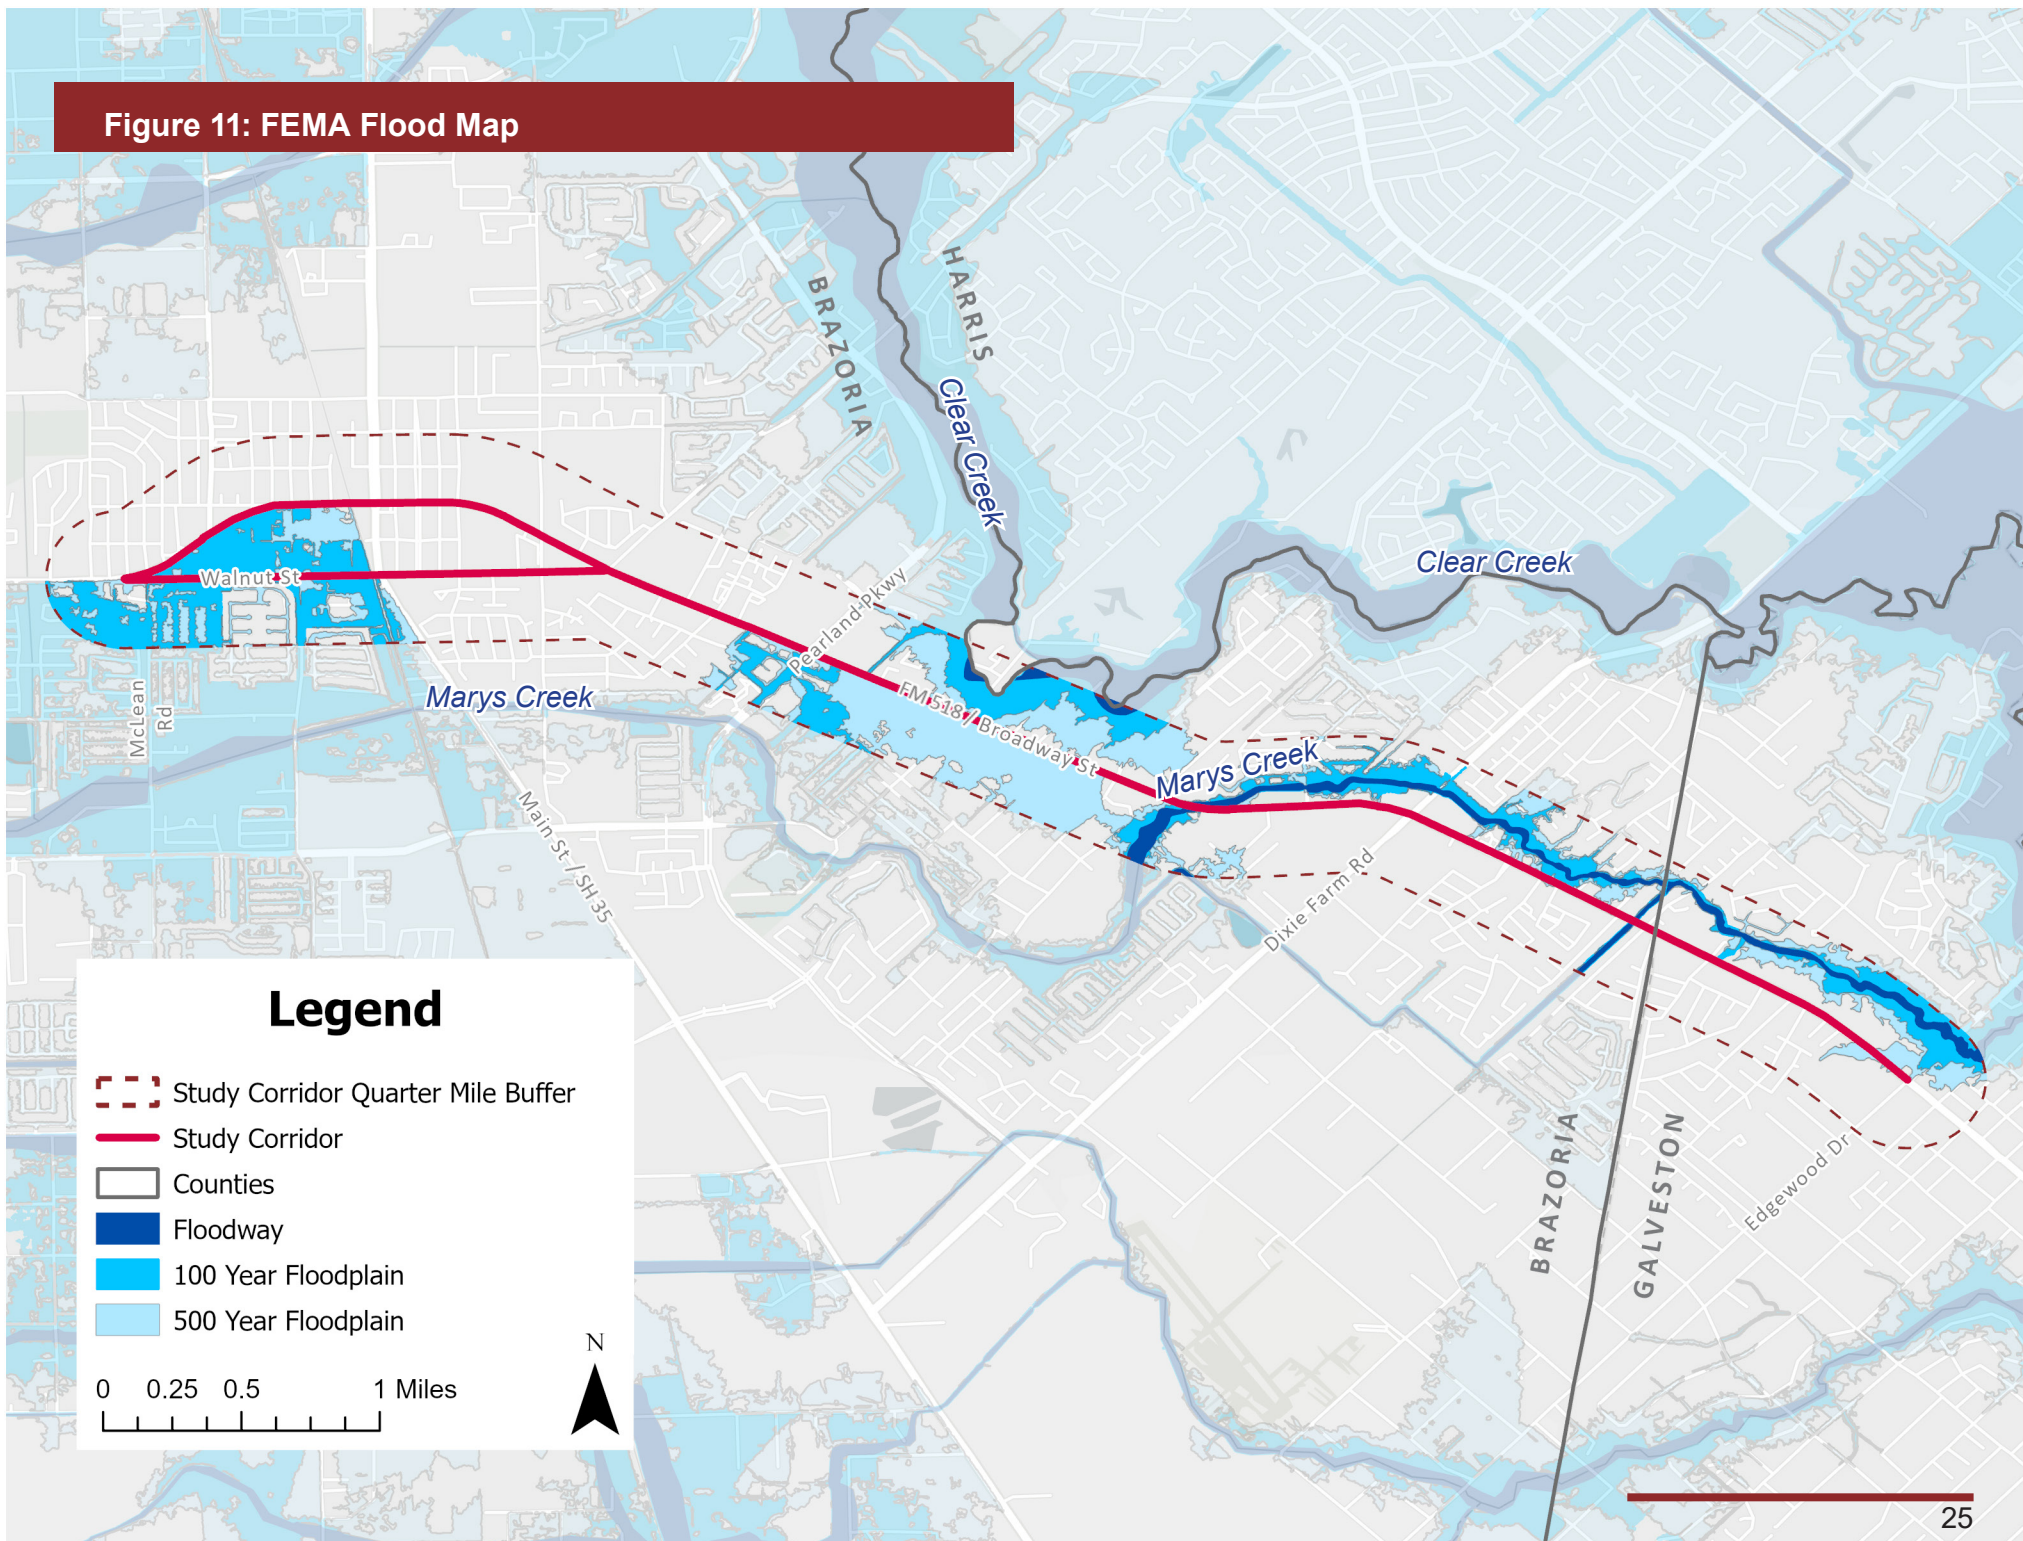 Figure 11: FEMA Flood Map
HARRIS
BRAZORIA
Clear Creek
Clear Creek
Walnut St
Pearland Pkwy
McLean
Rd
Marys Creek
FM 518 / Broadway St
Marys Creek
Main St / SH 35
Dixie Farm Rd
Legend
Study Corridor Quarter Mile Buffer
Study Corridor
Counties
Floodway
100 Year Floodplain
500 Year Floodplain
N
0 0.25 0.5 1 Miles
BRAZORIA
GALVESTON
Edgewood Dr
25